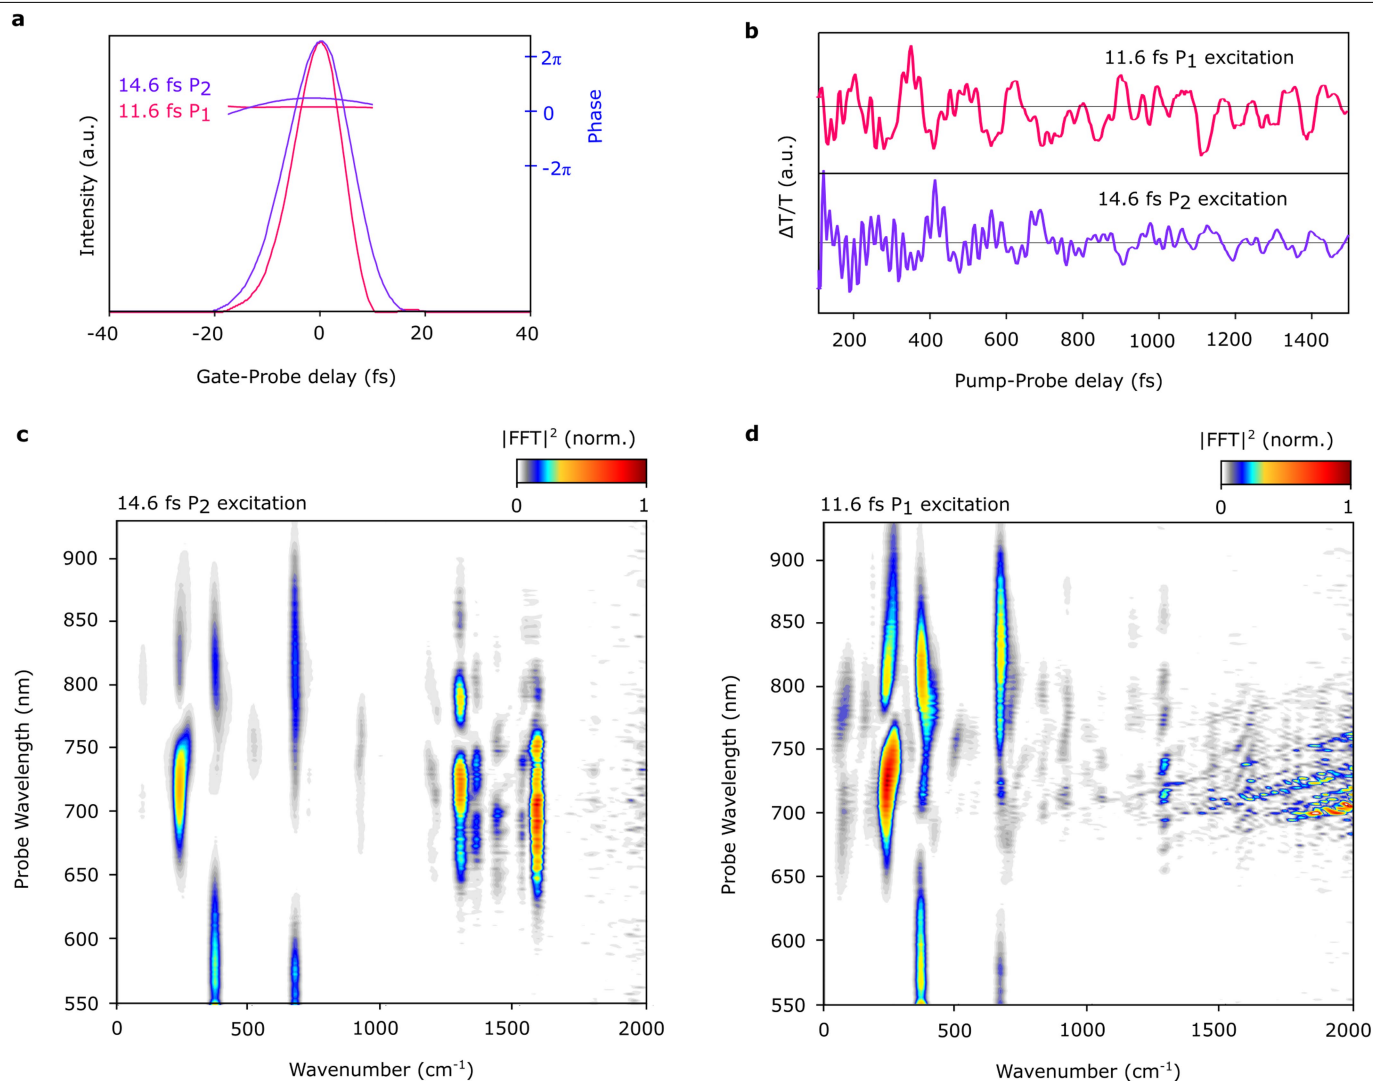 a
14.6 fs P2
11.6 fs P1
Intensity (a.u.)
2π
0
-2π
Phase
-40
-20
0
20
40
Gate-Probe delay (fs)
b
11.6 fs P1 excitation
14.6 fs P2 excitation
ΔT/T (a.u.)
200
400
600
800
1000
1200
1400
Pump-Probe delay (fs)
c
|FFT|2 (norm.)
0
1
14.6 fs P2 excitation
900
850
800
750
700
650
600
550
Probe Wavelength (nm)
0
500
1000
1500
2000
Wavenumber (cm-1)
d
|FFT|2 (norm.)
0
1
11.6 fs P1 excitation
900
850
800
750
700
650
600
550
Probe Wavelength (nm)
0
500
1000
1500
2000
Wavenumber (cm-1)